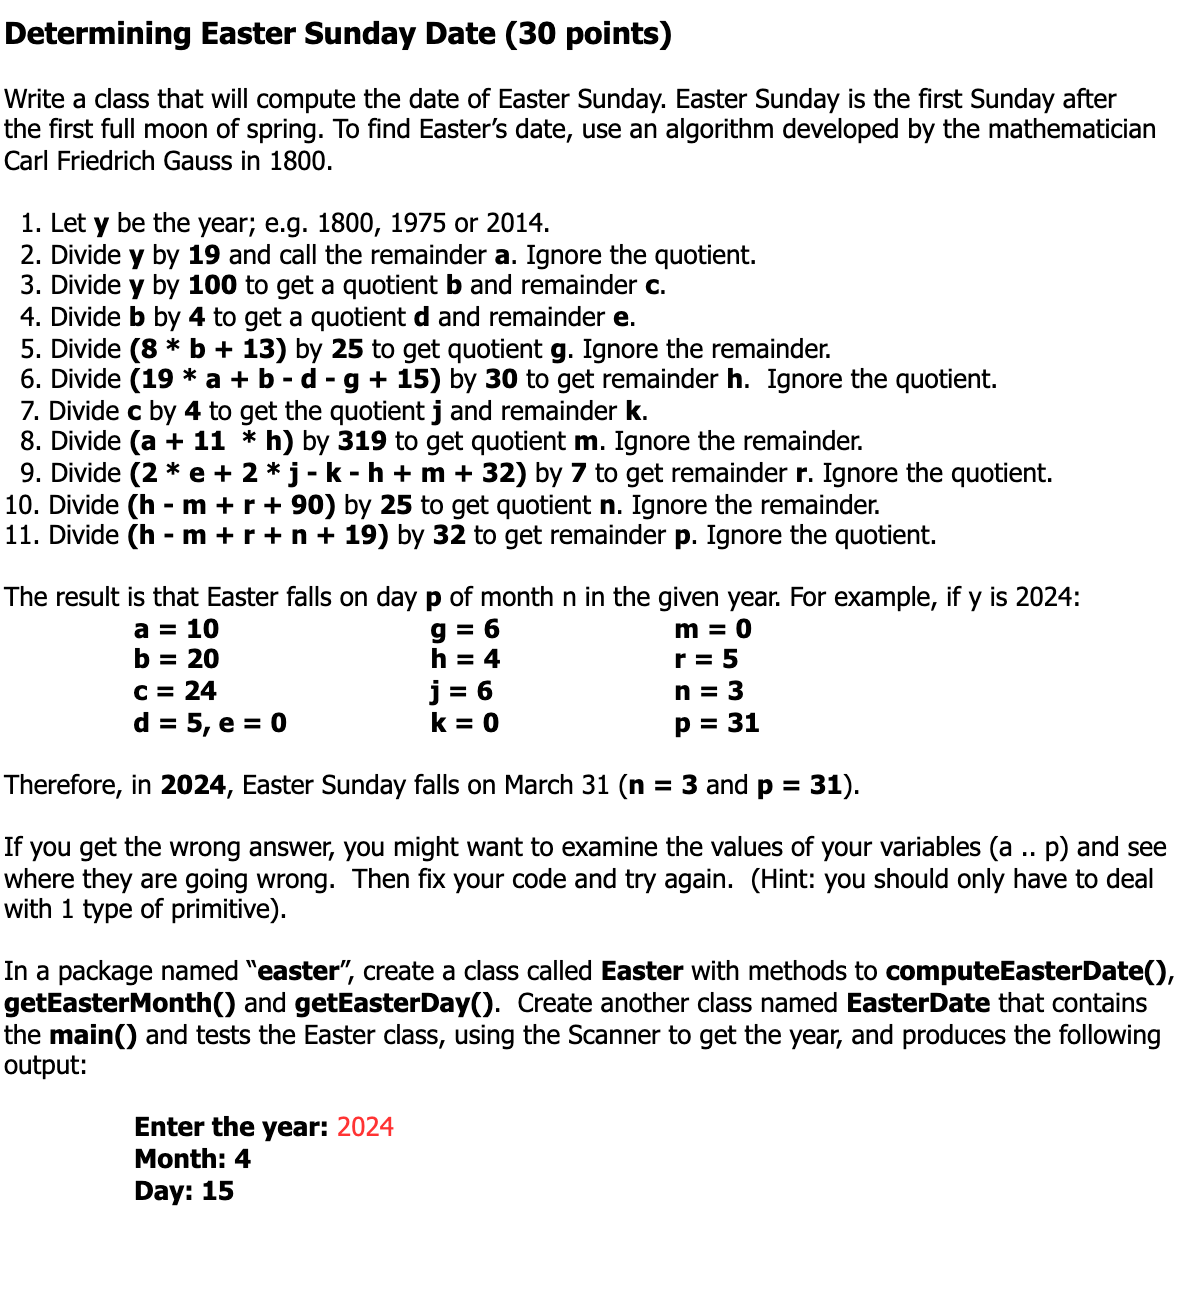 Determining Easter Sunday Date (30 points)
Write a class that will compute the date of Easter Sunday. Easter Sunday is the first Sunday after
the first full moon of spring. To find Easter’s date, use an algorithm developed by the mathematician
Carl Friedrich Gauss in 1800.
1. Let y be the year; e.g. 1800, 1975 or 2014.
2. Divide y by 19 and call the remainder a. Ignore the quotient.
3. Divide y by 100 to get a quotient b and remainder c.
4. Divide b by 4 to get a quotient d and remainder e.
5. Divide (8 * b + 13) by 25 to get quotient g. Ignore the remainder.
6. Divide (19 * a + b - d - g + 15) by 30 to get remainder h.  Ignore the quotient.
7. Divide c by 4 to get the quotient j and remainder k.
8. Divide (a + 11  * h) by 319 to get quotient m. Ignore the remainder.
9. Divide (2 * e + 2 * j - k - h + m + 32) by 7 to get remainder r. Ignore the quotient.
10. Divide (h - m + r + 90) by 25 to get quotient n. Ignore the remainder.
11. Divide (h - m + r + n + 19) by 32 to get remainder p. Ignore the quotient.
The result is that Easter falls on day p of month n in the given year. For example, if y is 2024:
a = 10 g = 6 m = 0
b = 20 h = 4 r = 5
c = 24 j = 6 n = 3
d = 5, e = 0 k = 0 p = 31
Therefore, in 2024, Easter Sunday falls on March 31 (n = 3 and p = 31).
If you get the wrong answer, you might want to examine the values of your variables (a .. p) and see
where they are going wrong.  Then fix your code and try again.  (Hint: you should only have to deal
with 1 type of primitive).
In a package named “easter”, create a class called Easter with methods to computeEasterDate(),
getEasterMonth() and getEasterDay().  Create another class named EasterDate that contains
the main() and tests the Easter class, using the Scanner to get the year, and produces the following
output:
Enter the year: 2024
Month: 4
Day: 15